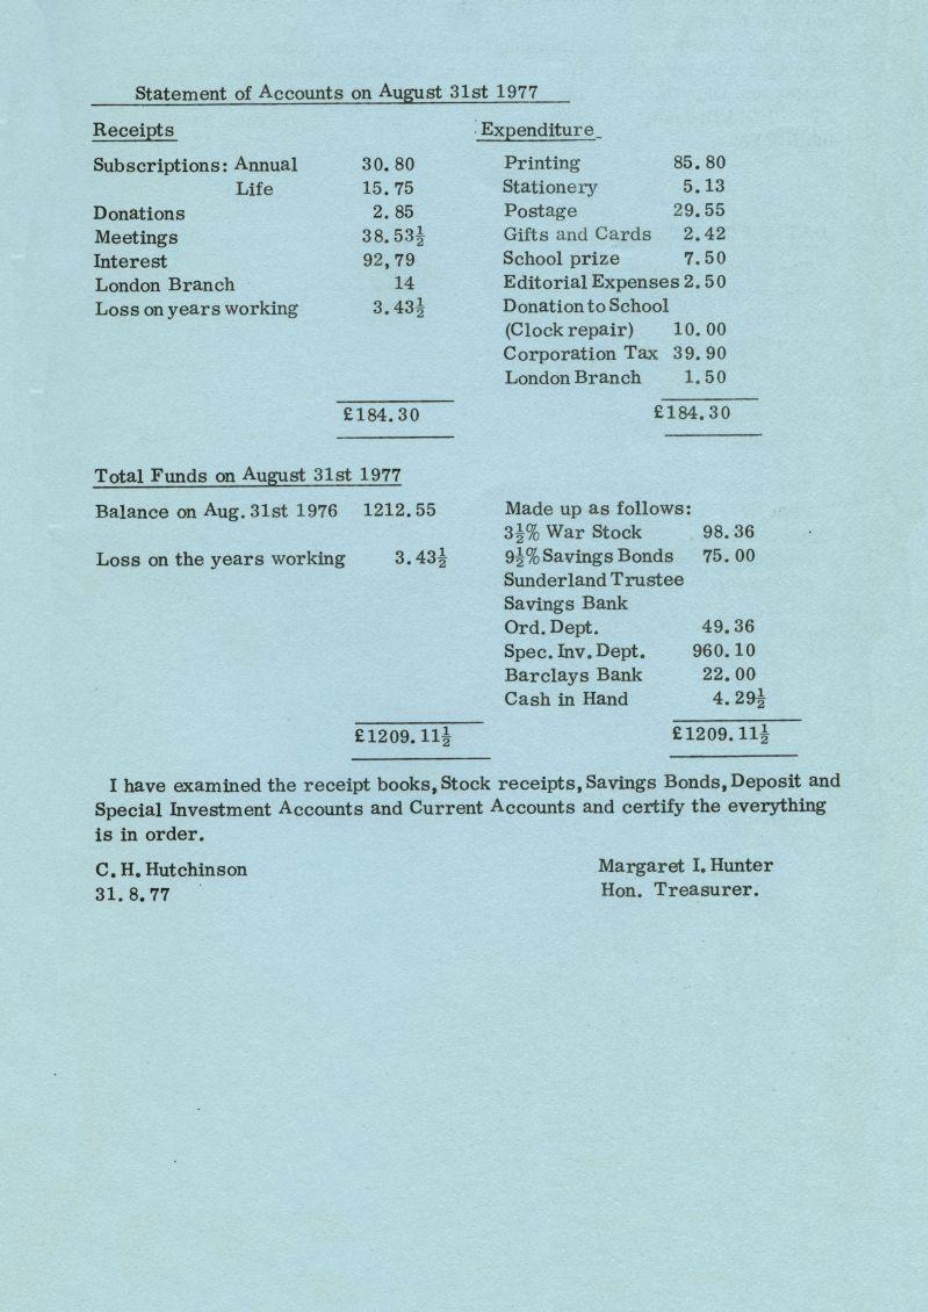 Statement of Accounts on August 31st 1977
Receipts Expenditure
Subscriptions: Annual 30.80 Printing 85.80
Life 15.75 Stationery 5.13
Donations 2.85 Postage 29.55
Meetings 38.53½ Gifts and Cards 2.42
Interest 92,79 School prize 7.50
London Branch 14 Editorial Expenses 2.50
Loss on years working 3.43½ Donation to School
(Clock repair) 10.00
Corporation Tax 39.90
London Branch 1.50
£184.30 £184.30
Total Funds on August 31st 1977
Balance on Aug. 31st 1976 1212.55 Made up as follows:
3½% War Stock 98.36
Loss on the years working 3.43½ 9½% Savings Bonds 75.00
Sunderland Trustee
Savings Bank
Ord. Dept. 49.36
Spec. Inv. Dept. 960.10
Barclays Bank 22.00
Cash in Hand 4.29½
£1209.11½ £1209.11½
I have examined the receipt books, Stock receipts, Savings Bonds, Deposit and
Special Investment Accounts and Current Accounts and certify the everything
is in order.
C. H. Hutchinson Margaret I. Hunter
31. 8. 77 Hon. Treasurer.